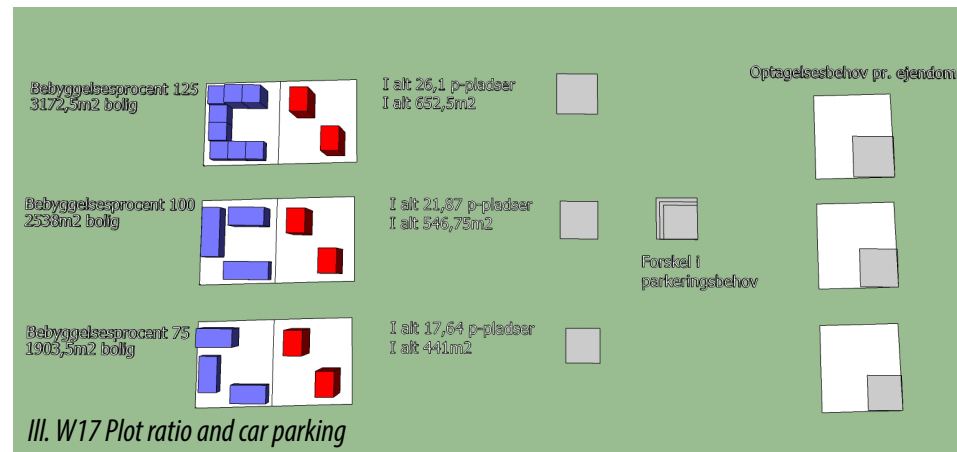 Optagelsesbehov pr. ejendom
Bebyggelsesprocent 125
3172,5m2 bolig
I alt 26,1 p-pladser
I alt 652,5m2
Bebyggelsesprocent 100
2538m2 bolig
I alt 21,87 p-pladser
I alt 546,75m2
Forskel i
parkeringsbehov
Bebyggelsesprocent 75
1903,5m2 bolig
I alt 17,64 p-pladser
I alt 441m2
Ill. W17 Plot ratio and car parking